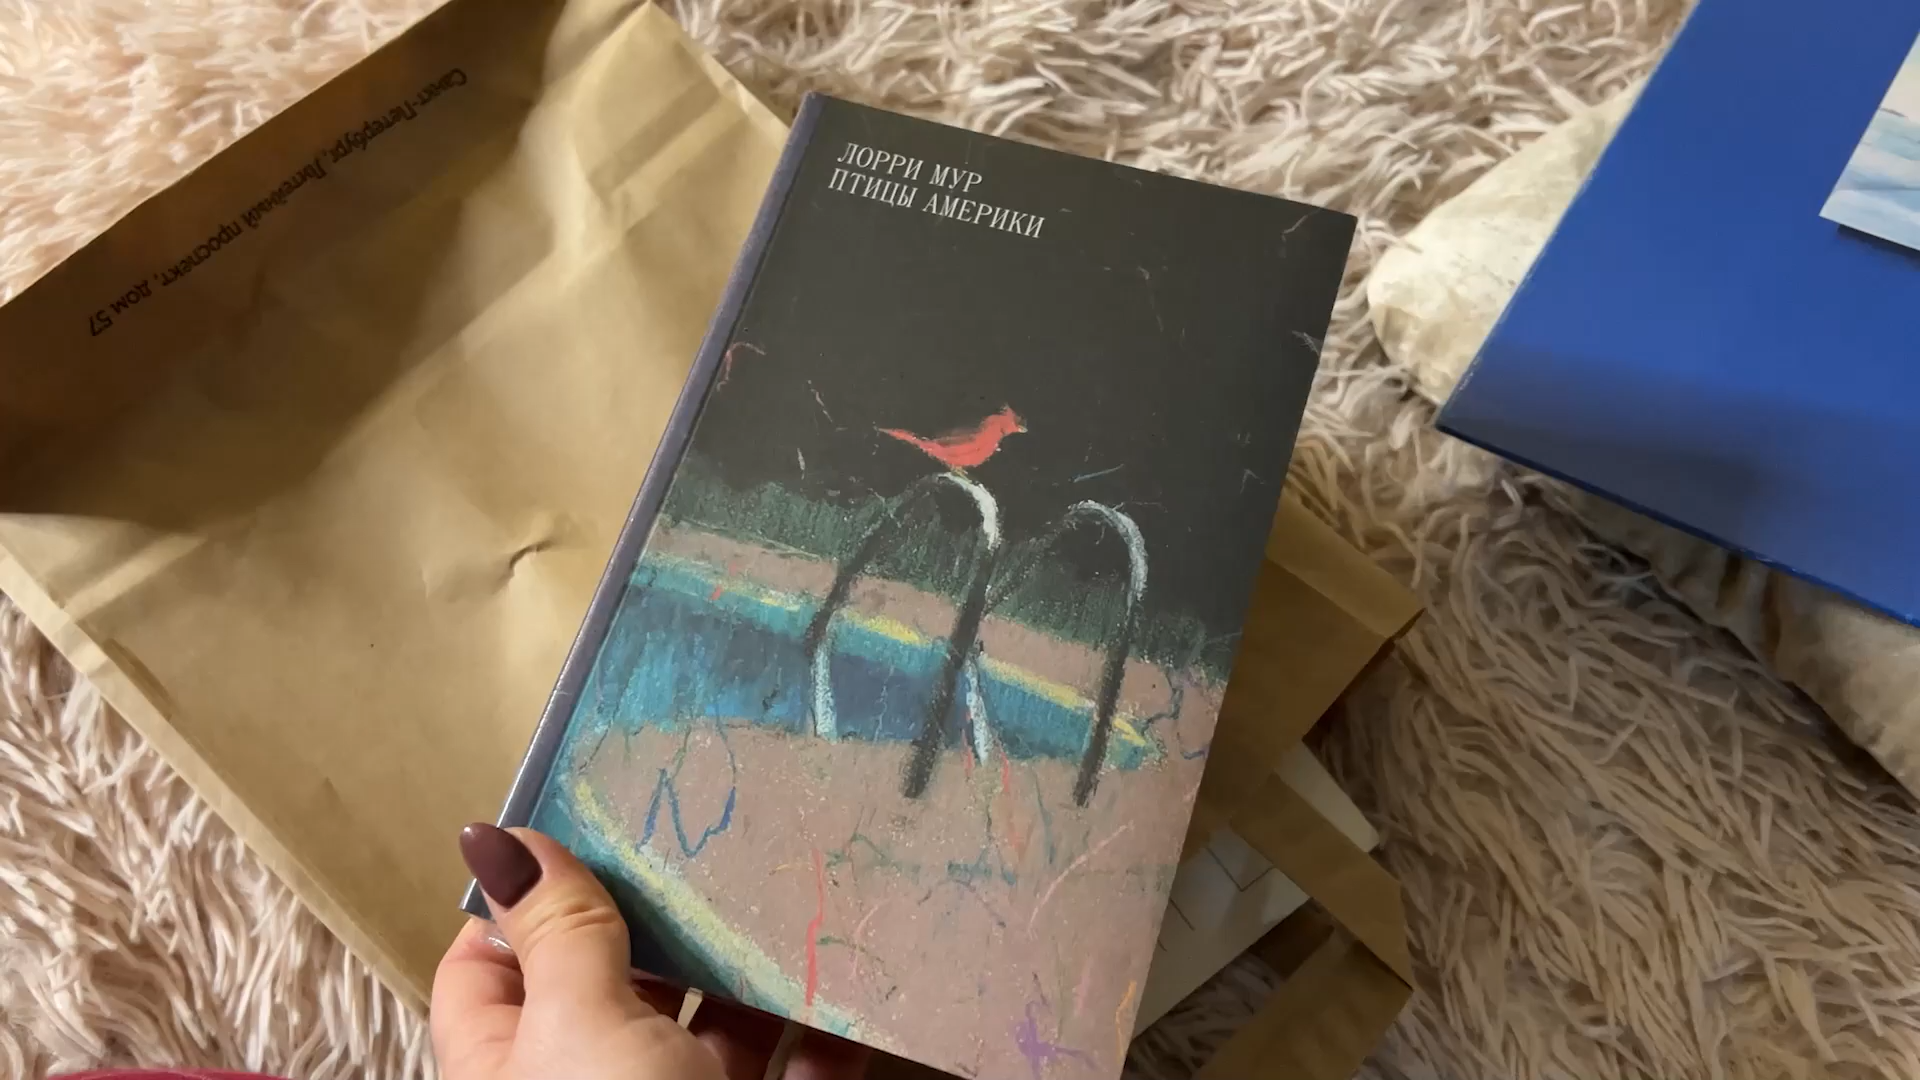 Санкт-Петербург, Литейный проспект, дом 57
ЛОРРИ МУР
ПТИЦЫ АМЕРИКИ